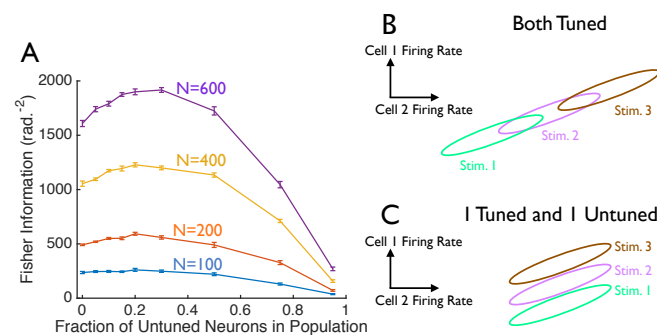 A
Fisher Information (rad.⁻²)
2000
1500
1000
500
0
N=600
N=400
N=200
N=100
0 0.2 0.4 0.6 0.8 1
Fraction of Untuned Neurons in Population
B
Both Tuned
Cell 1 Firing Rate
Cell 2 Firing Rate
Stim. 3
Stim. 2
Stim. 1
C
1 Tuned and 1 Untuned
Cell 1 Firing Rate
Cell 2 Firing Rate
Stim. 3
Stim. 2
Stim. 1